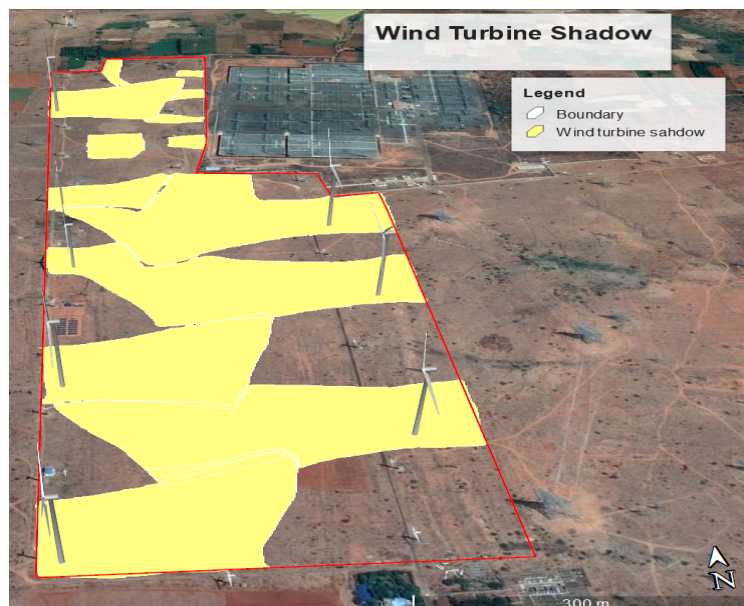 Wind Turbine Shadow
Legend
Boundary
Wind turbine sahdow
N
300 m